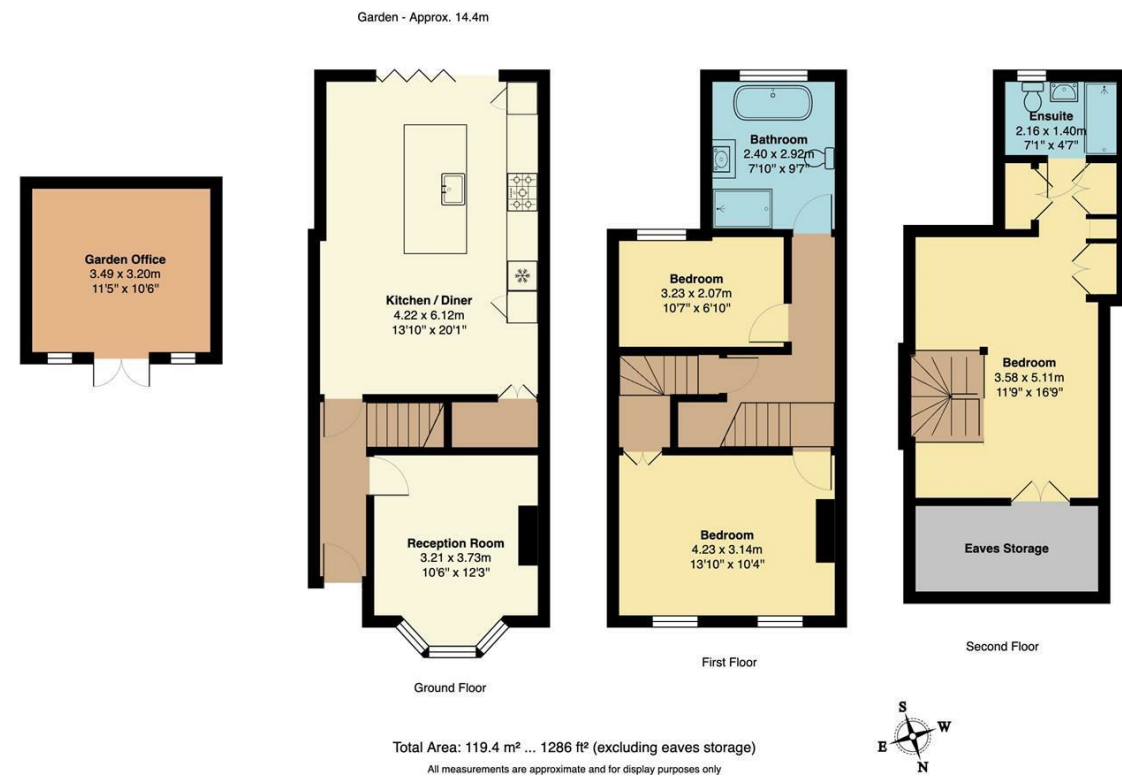 Garden - Approx. 14.4m
Garden Office
3.49 x 3.20m
11'5" x 10'6"
Kitchen / Diner
4.22 x 6.12m
13'10" x 20'1"
Reception Room
3.21 x 3.73m
10'6" x 12'3"
Ground Floor
Bathroom
2.40 x 2.92m
7'10" x 9'7"
Bedroom
3.23 x 2.07m
10'7" x 6'10"
Bedroom
4.23 x 3.14m
13'10" x 10'4"
First Floor
Ensuite
2.16 x 1.40m
7'1" x 4'7"
Bedroom
3.58 x 5.11m
11'9" x 16'9"
Eaves Storage
Second Floor
S
W
E
N
Total Area: 119.4 m² ... 1286 ft² (excluding eaves storage)
All measurements are approximate and for display purposes only